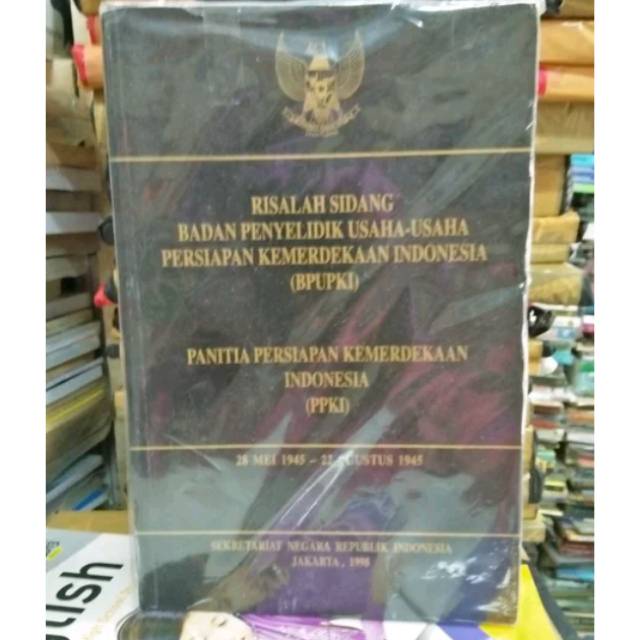 RISALAH SIDANG
BADAN PENYELIDIK USAHA-USAHA
PERSIAPAN KEMERDEKAAN INDONESIA
(BPUPKI)
PANITIA PERSIAPAN KEMERDEKAAN
INDONESIA
(PPKI)
28 MEI 1945 – 22 AGUSTUS 1945
SEKRETARIAT NEGARA REPUBLIK INDONESIA
JAKARTA, 1998